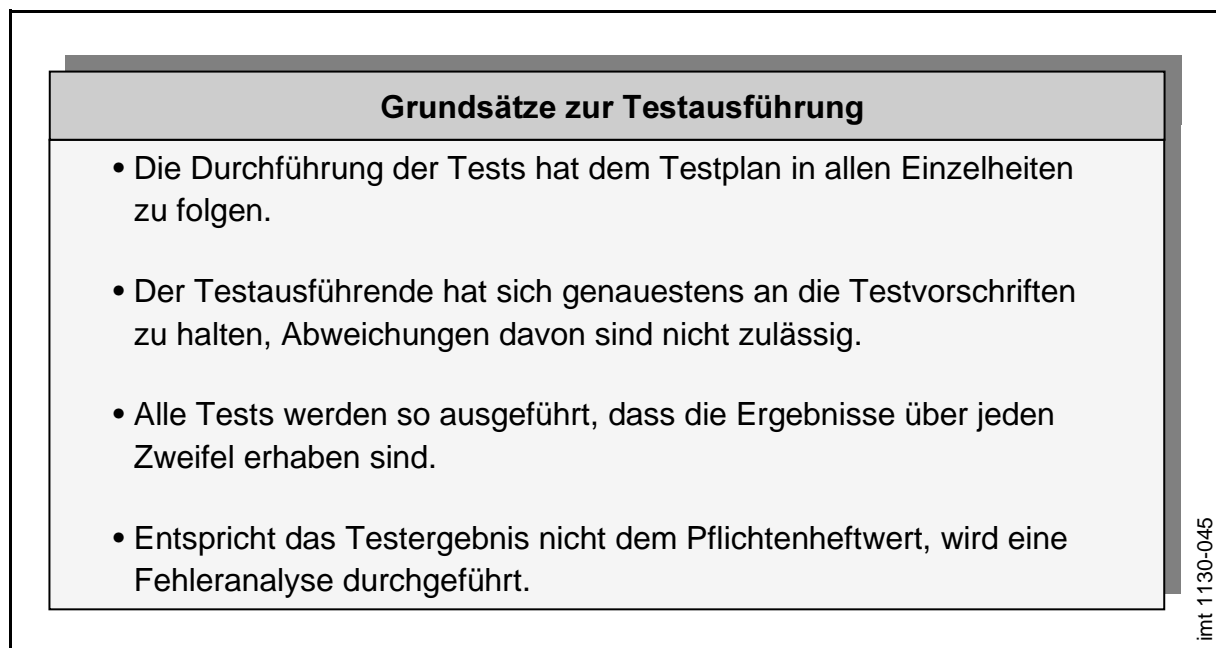 Grundsätze zur Testausführung
• Die Durchführung der Tests hat dem Testplan in allen Einzelheiten
zu folgen.
• Der Testausführende hat sich genauestens an die Testvorschriften
zu halten, Abweichungen davon sind nicht zulässig.
• Alle Tests werden so ausgeführt, dass die Ergebnisse über jeden
Zweifel erhaben sind.
• Entspricht das Testergebnis nicht dem Pflichtenheftwert, wird eine
Fehleranalyse durchgeführt.
imt 1130-045